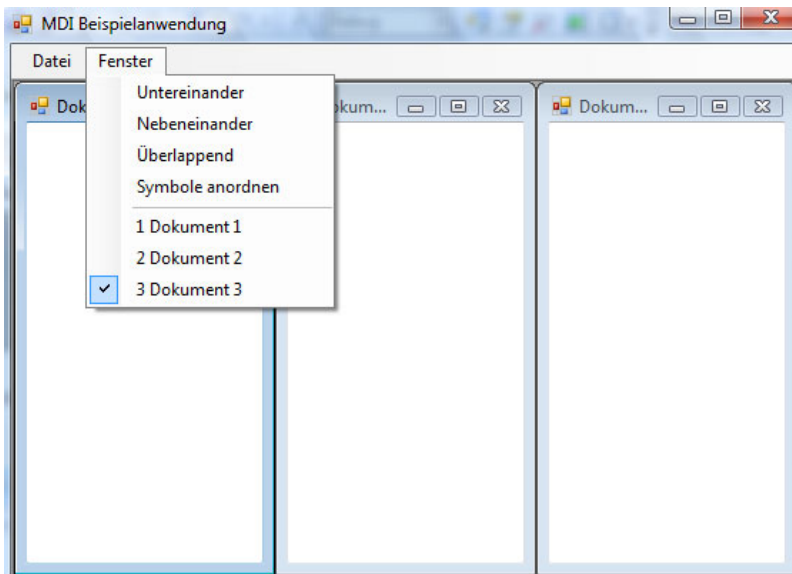 MDI Beispielanwendung
Datei Fenster
Untereinander
Nebeneinander
Überlappend
Symbole anordnen
1 Dokument 1
2 Dokument 2
3 Dokument 3
Dok
okum...
Dokum...